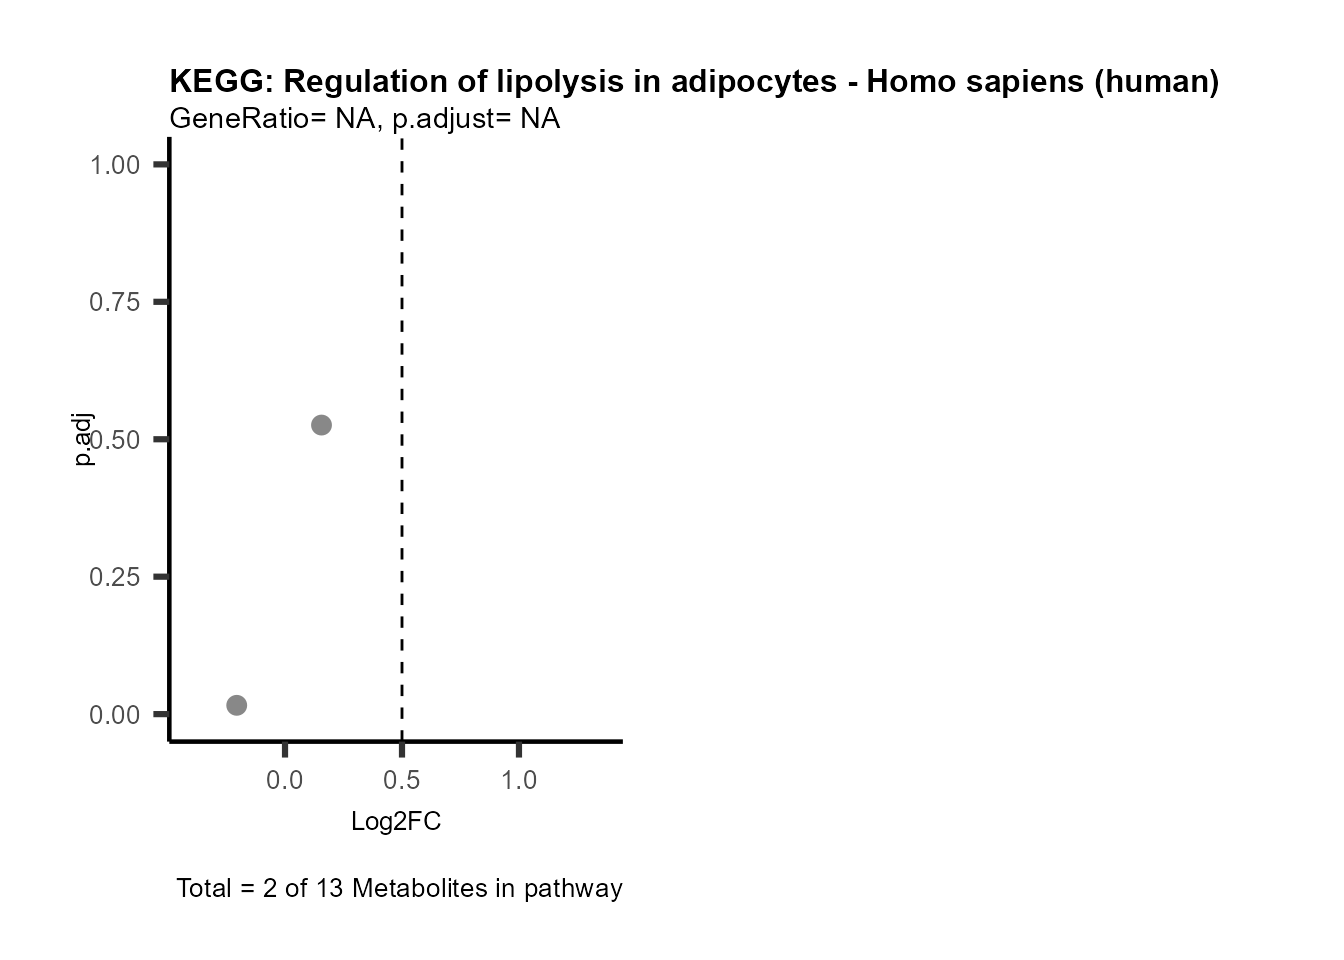 KEGG: Regulation of lipolysis in adipocytes - Homo sapiens (human)
GeneRatio= NA, p.adjust= NA
1.00
0.75
0.50
0.25
0.00
p.adj
0.0 0.5 1.0
Log2FC
Total = 2 of 13 Metabolites in pathway